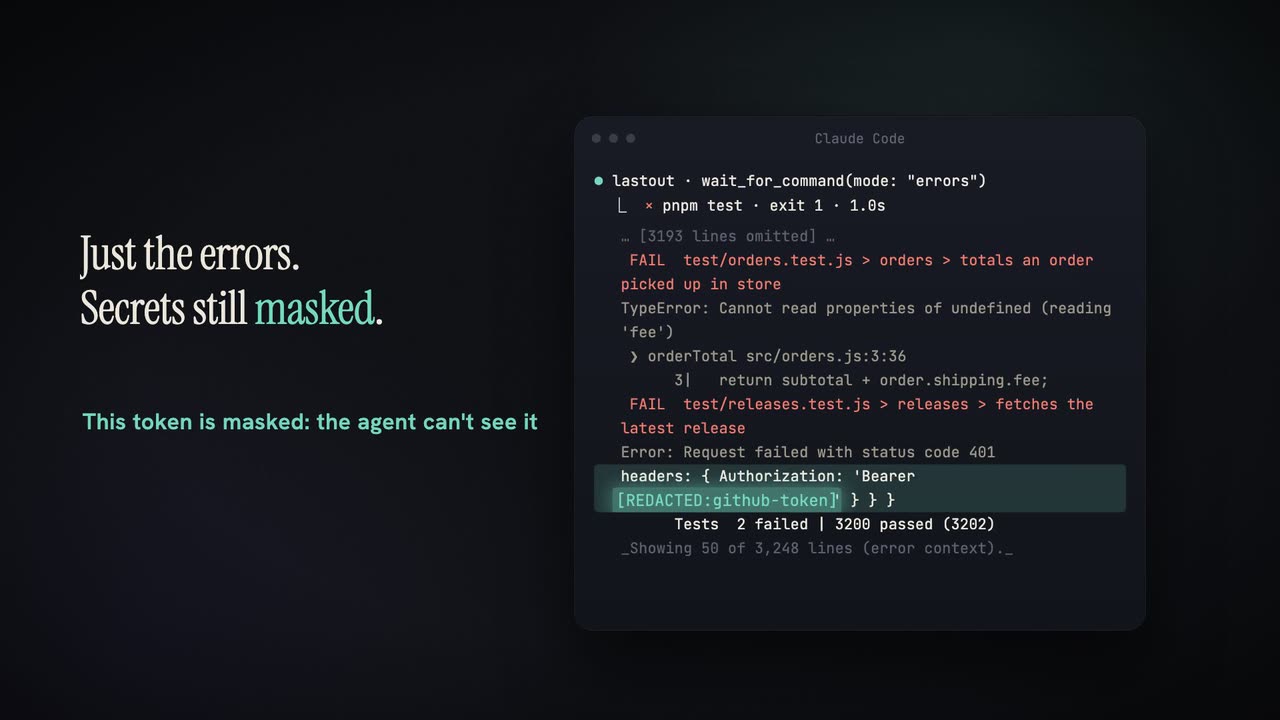 Just the errors.
Secrets still masked.
This token is masked: the agent can't see it
Claude Code
● lastout · wait_for_command(mode: "errors")
⎿ × pnpm test · exit 1 · 1.0s
… [3193 lines omitted] …
FAIL test/orders.test.js > orders > totals an order
picked up in store
TypeError: Cannot read properties of undefined (reading
'fee')
❯ orderTotal src/orders.js:3:36
3| return subtotal + order.shipping.fee;
FAIL test/releases.test.js > releases > fetches the
latest release
Error: Request failed with status code 401
headers: { Authorization: 'Bearer
[REDACTED:github-token]' } } }
Tests 2 failed | 3200 passed (3202)
_Showing 50 of 3,248 lines (error context)._